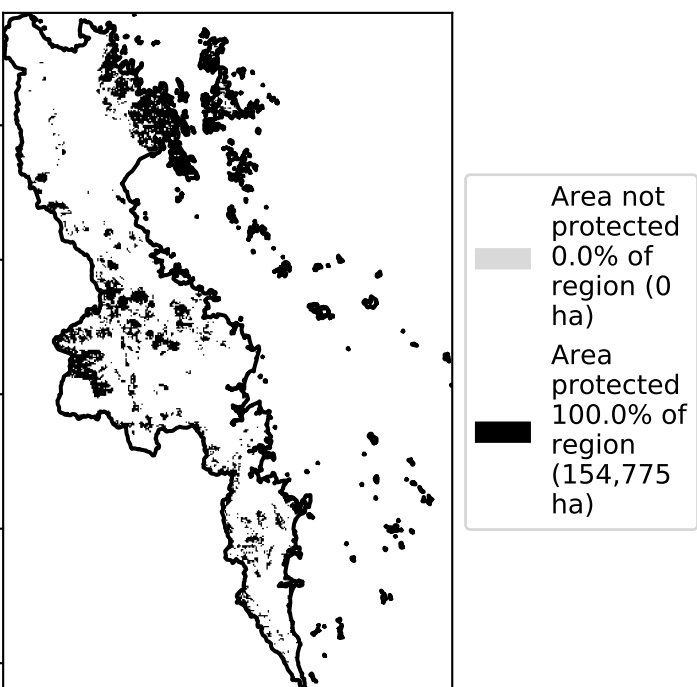 Area not
protected
0.0% of
region (0
ha)
Area
protected
100.0% of
region
(154,775
ha)